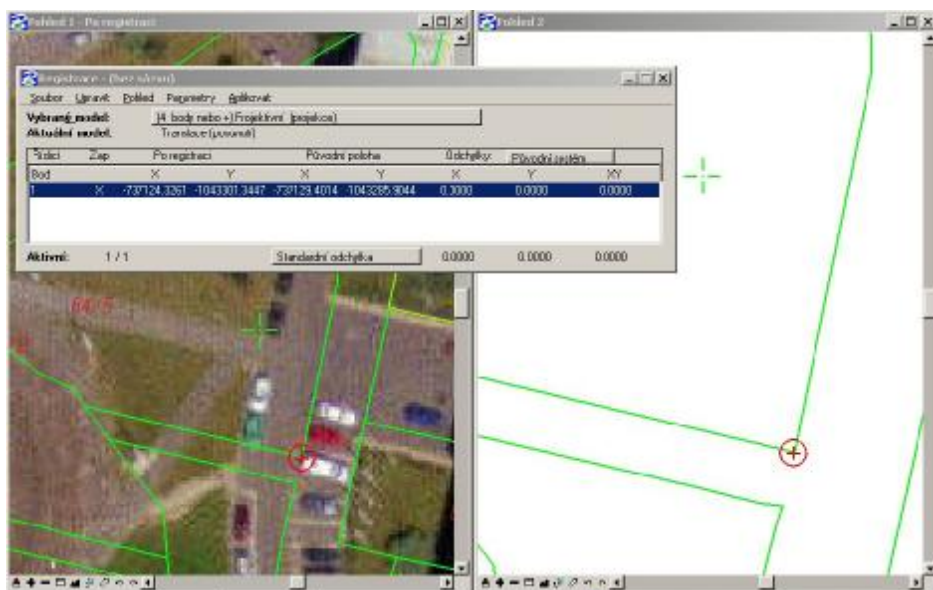 Pohled 1 - Po registraci
Pohled 2
Registrace - (bez názvu)
Soubor Upravit Pohled Parametry Aplikovat
Vybraný model: (4 body nebo +) Projektivní (projekce)
Aktuální model: Translace (posunutí)
Řídicí Zap Po registraci Původní poloha Odchylky: Původní systém
Bod X Y X Y X Y XY
1 X -737124.3261 -1043301.3447 -737129.4014 -1043285.9044 0.0000 0.0000 0.0000
Aktivní: 1 / 1 Standardní odchylka 0.0000 0.0000 0.0000